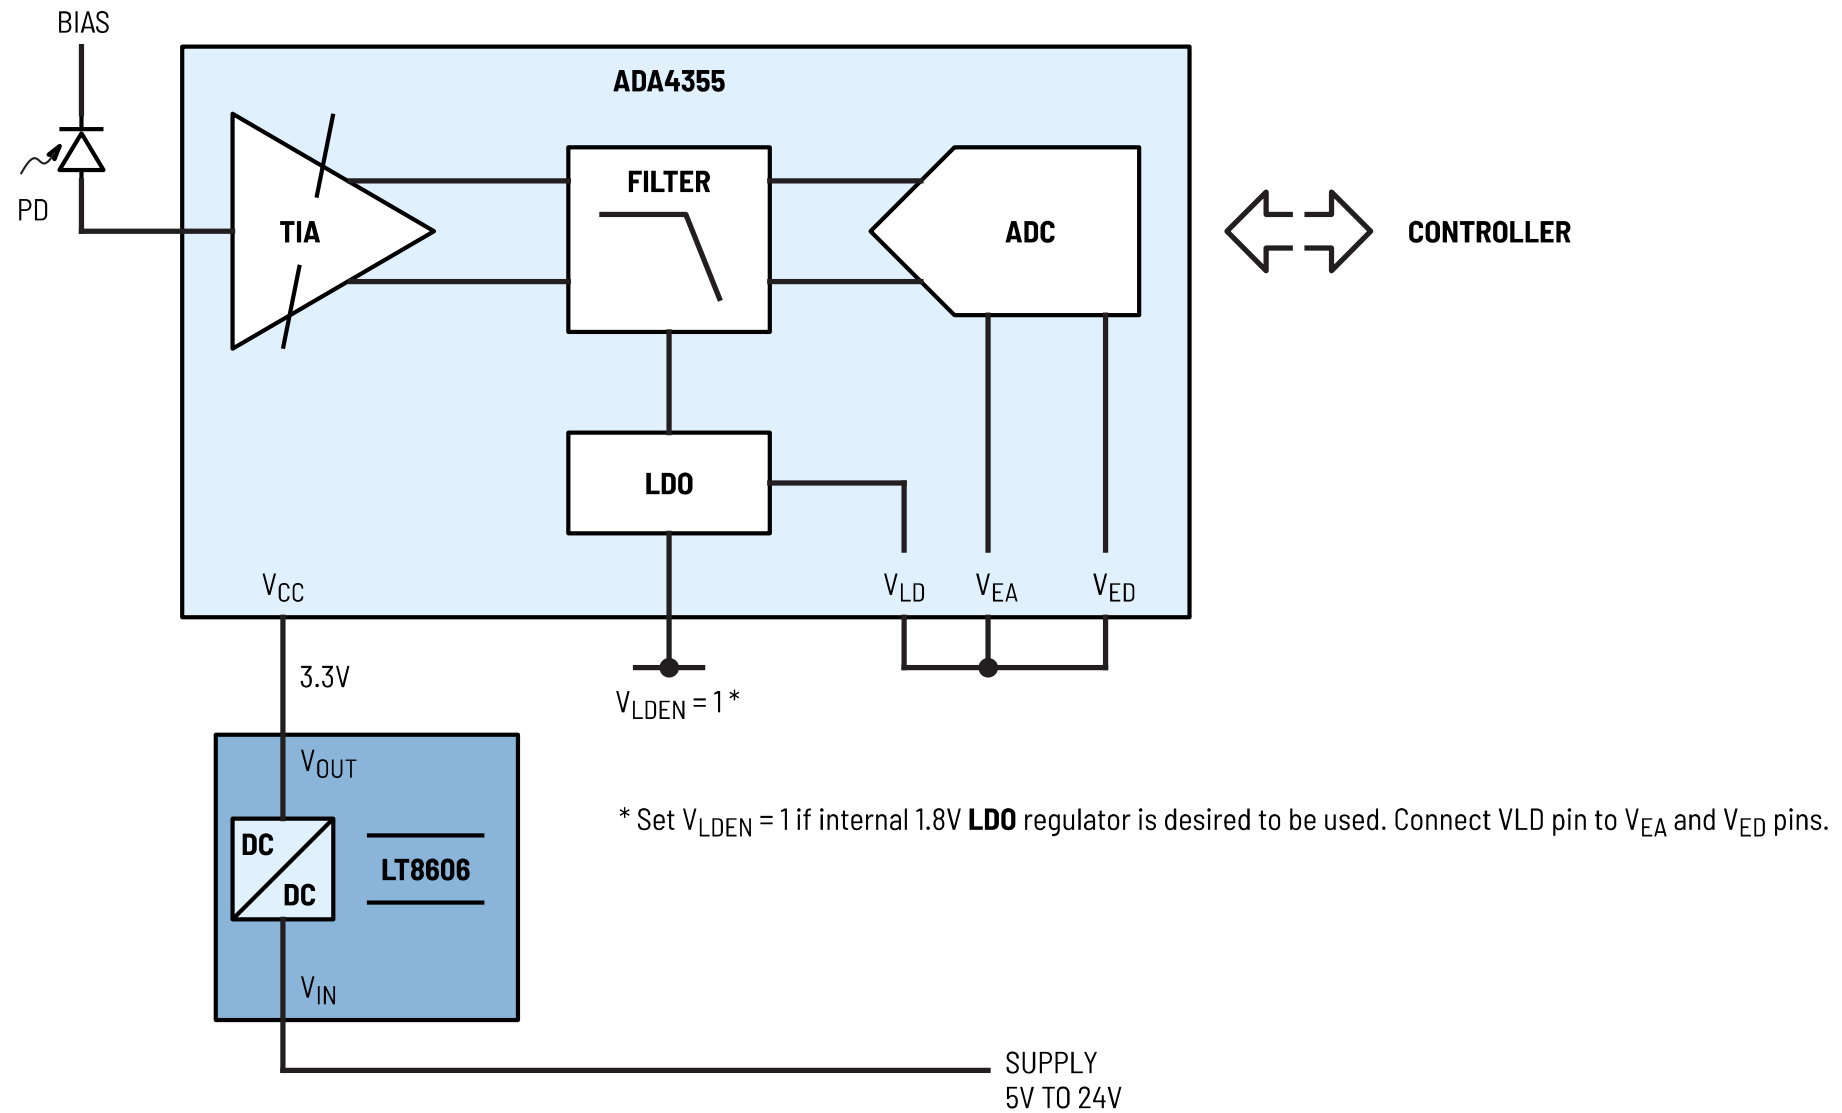 BIAS
ADA4355
PD
TIA
FILTER
ADC
CONTROLLER
LDO
VCC
VLD
VEA
VED
3.3V
VLDEN = 1 *
VOUT
DC
DC
LT8606
VIN
* Set VLDEN = 1 if internal 1.8V LDO regulator is desired to be used. Connect VLD pin to VEA and VED pins.
SUPPLY
5V TO 24V